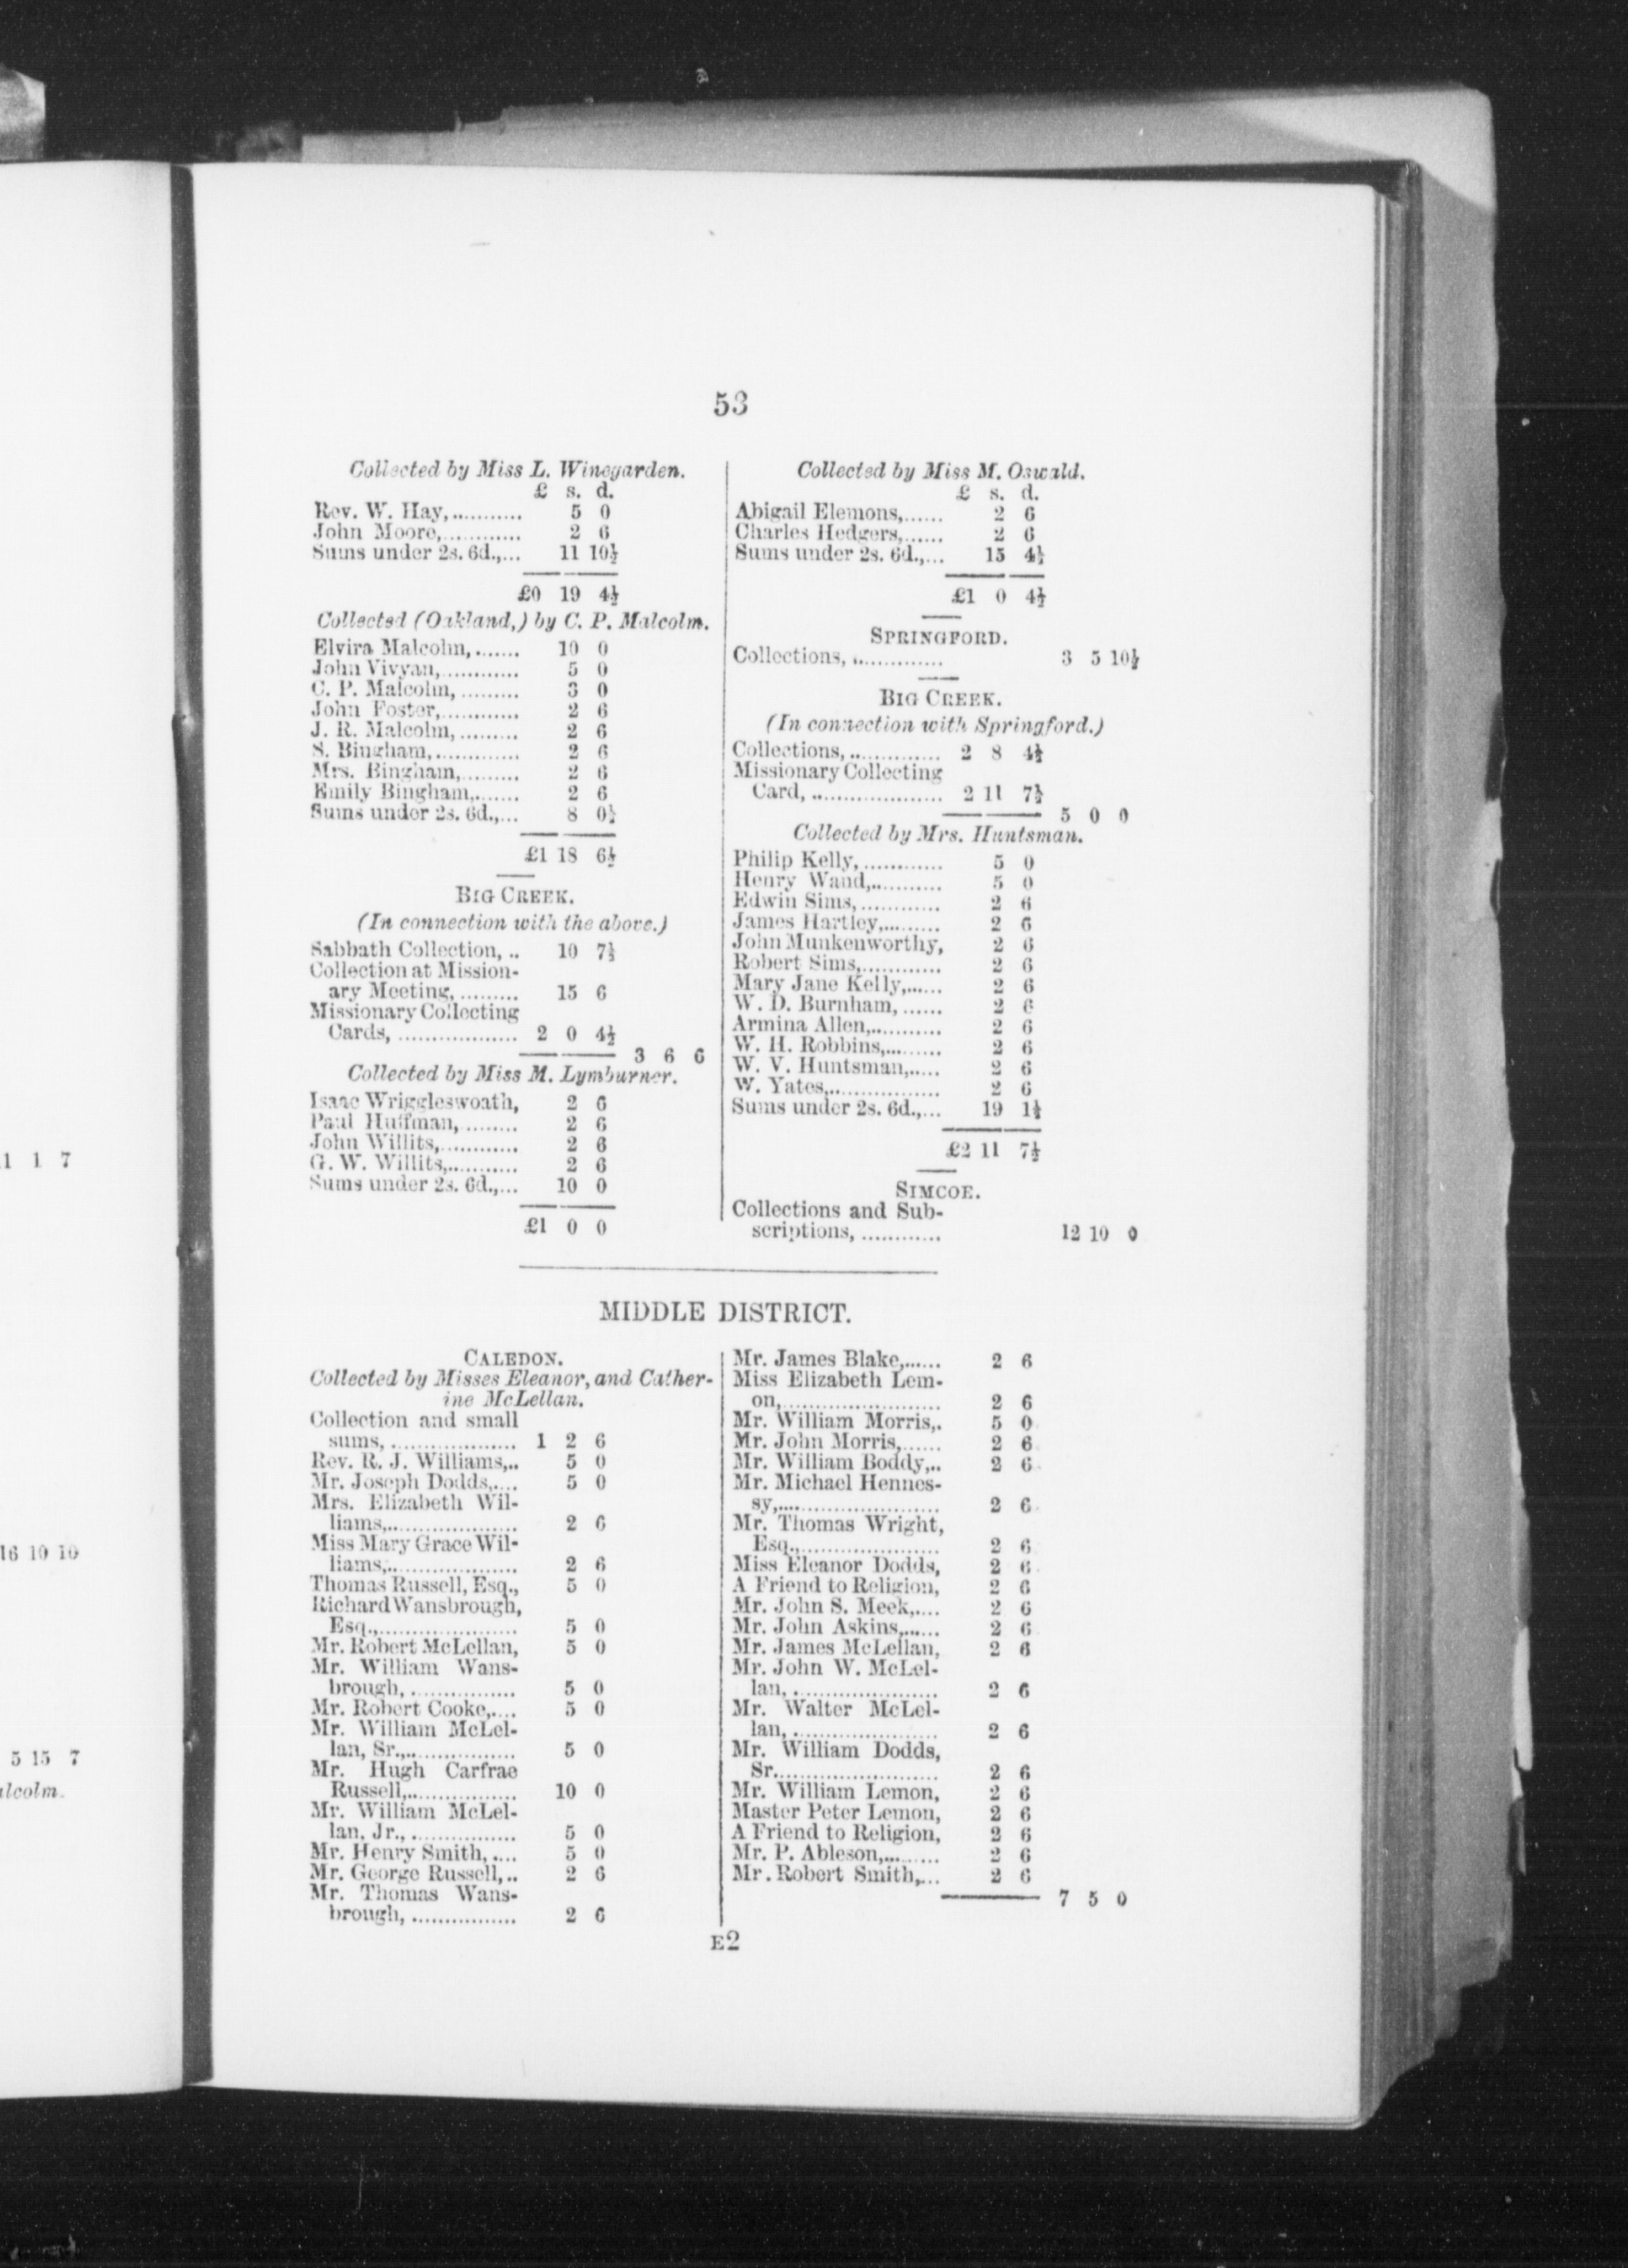 53
Collected by Miss L. Winegarden.
£ s. d.
Rev. W. Hay,........... 5 0
John Moore,............ 2 6
Sums under 2s. 6d.,... 11 10½
£0 19 4½
Collected (Oakland,) by C. P. Malcolm.
Elvira Malcolm,....... 10 0
John Vivyan,............ 5 0
C. P. Malcolm, ......... 3 0
John Foster,............ 2 6
J. R. Malcolm, ......... 2 6
S. Bingham,............. 2 6
Mrs. Bingham,......... 2 6
Emily Bingham,....... 2 6
Sums under 2s. 6d.,... 8 0½
£1 18 6½
BIG CREEK.
(In connection with the above.)
Sabbath Collection, .. 10 7½
Collection at Mission-
ary Meeting, ......... 15 6
Missionary Collecting
Cards, .................. 2 0 4½
3 6 6
Collected by Miss M. Lymburner.
Isaac Wriggleswoath, 2 6
Paul Huffman, ........ 2 6
John Willits,............ 2 6
G. W. Willits,........... 2 6
Sums under 2s. 6d.,... 10 0
£1 0 0
Collected by Miss M. Oswald.
£ s. d.
Abigail Elemons,...... 2 6
Charles Hedgers,...... 2 6
Sums under 2s. 6d.,... 15 4½
£1 0 4½
SPRINGFORD.
Collections, .............. 3 5 10½
BIG CREEK.
(In connection with Springford.)
Collections, .............. 2 8 4½
Missionary Collecting
Card, .................... 2 11 7½
5 0 0
Collected by Mrs. Huntsman.
Philip Kelly, ............ 5 0
Henry Wand,........... 5 0
Edwin Sims, ............ 2 6
James Hartley,......... 2 6
John Munkenworthy, 2 6
Robert Sims,............ 2 6
Mary Jane Kelly,...... 2 6
W. D. Burnham, ...... 2 6
Armina Allen,........... 2 6
W. H. Robbins,......... 2 6
W. V. Huntsman,..... 2 6
W. Yates,................. 2 6
Sums under 2s. 6d.,... 19 1½
£2 11 7½
SIMCOE.
Collections and Sub-
scriptions, ............ 12 10 0
MIDDLE DISTRICT.
CALEDON.
Collected by Misses Eleanor, and Cather-
ine McLellan.
Collection and small
sums, ................... 1 2 6
Rev. R. J. Williams,.. 5 0
Mr. Joseph Dodds,.... 5 0
Mrs. Elizabeth Wil-
liams,.................... 2 6
Miss Mary Grace Wil-
liams,.................... 2 6
Thomas Russell, Esq., 5 0
Richard Wansbrough,
Esq.,..................... 5 0
Mr. Robert McLellan, 5 0
Mr. William Wans-
brough, ................ 5 0
Mr. Robert Cooke,.... 5 0
Mr. William McLel-
lan, Sr.,................. 5 0
Mr. Hugh Carfrae
Russell,................. 10 0
Mr. William McLel-
lan, Jr., ................ 5 0
Mr. Henry Smith, .... 5 0
Mr. George Russell, .. 2 6
Mr. Thomas Wans-
brough, ................ 2 6
Mr. James Blake,...... 2 6
Miss Elizabeth Lem-
on,........................ 2 6
Mr. William Morris,. 5 0
Mr. John Morris,...... 2 6
Mr. William Boddy,.. 2 6
Mr. Michael Hennes-
sy,........................ 2 6
Mr. Thomas Wright,
Esq.,..................... 2 6
Miss Eleanor Dodds, 2 6
A Friend to Religion, 2 6
Mr. John S. Meek,.... 2 6
Mr. John Askins,...... 2 6
Mr. James McLellan, 2 6
Mr. John W. McLel-
lan, ...................... 2 6
Mr. Walter McLel-
lan, ...................... 2 6
Mr. William Dodds,
Sr......................... 2 6
Mr. William Lemon, 2 6
Master Peter Lemon, 2 6
A Friend to Religion, 2 6
Mr. P. Ableson,......... 2 6
Mr. Robert Smith,... 2 6
7 5 0
E2
1 1 7
16 10 10
5 15 7
alcolm.